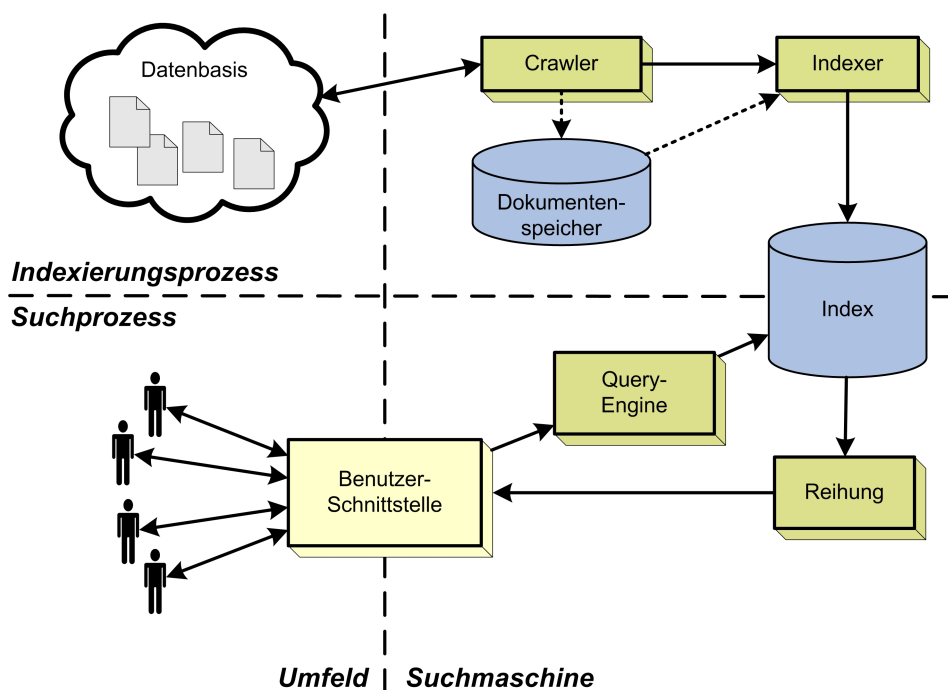 Datenbasis
Crawler
Indexer
Dokumenten-
speicher
Indexierungsprozess
Suchprozess
Index
Query-
Engine
Benutzer-
Schnittstelle
Reihung
Umfeld
Suchmaschine